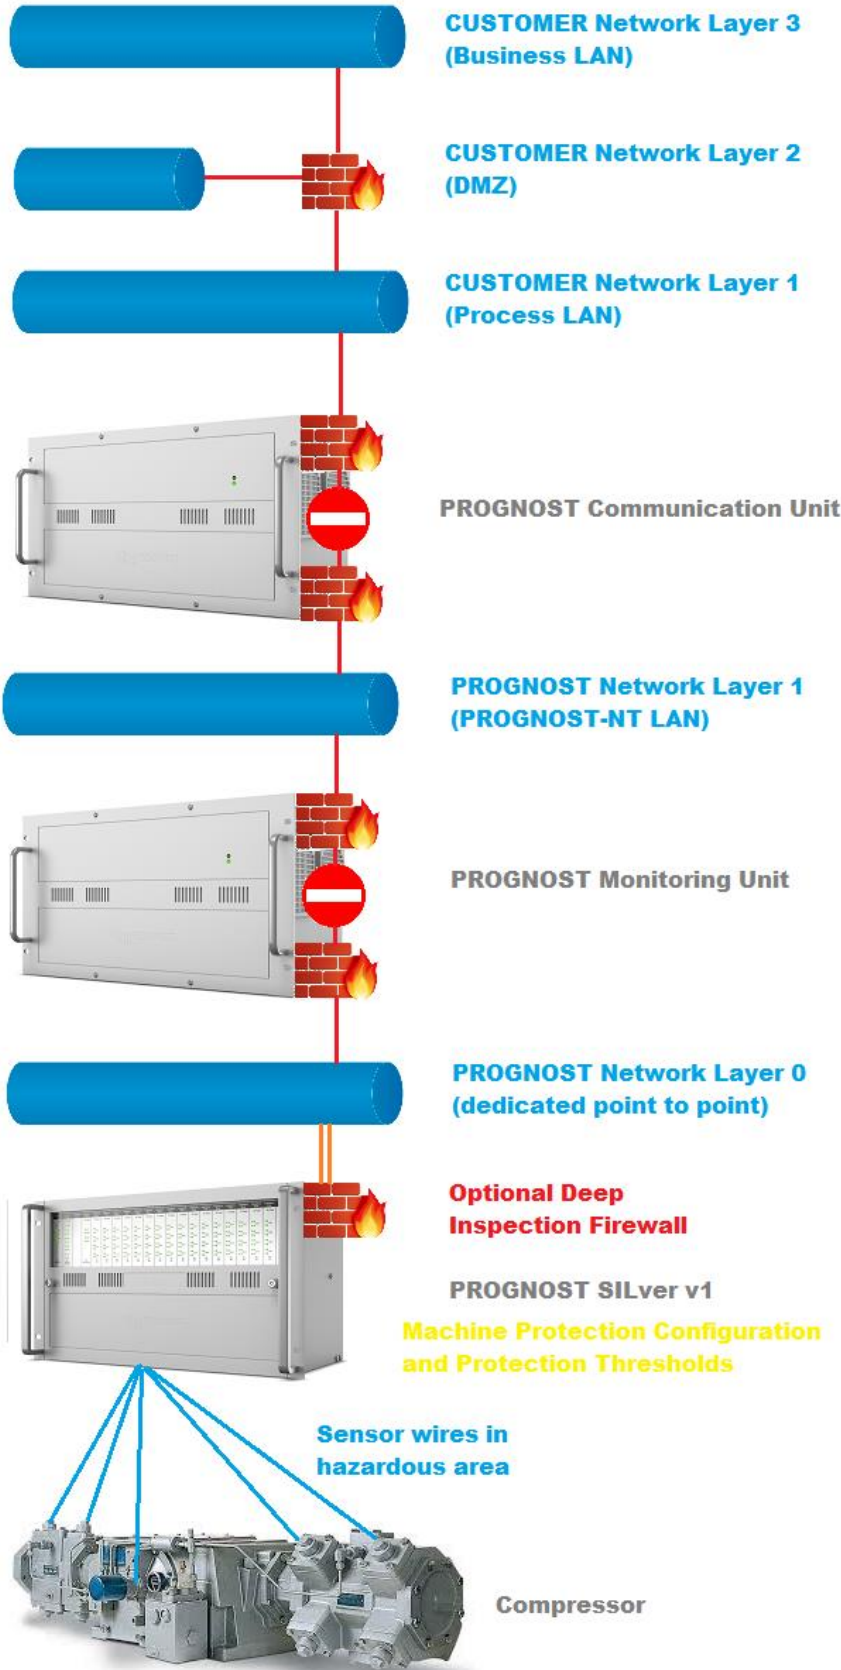 CUSTOMER Network Layer 3
(Business LAN)
CUSTOMER Network Layer 2
(DMZ)
CUSTOMER Network Layer 1
(Process LAN)
PROGNOST Communication Unit
PROGNOST Network Layer 1
(PROGNOST-NT LAN)
PROGNOST Monitoring Unit
PROGNOST Network Layer 0
(dedicated point to point)
Optional Deep
Inspection Firewall
PROGNOST SILver v1
Machine Protection Configuration
and Protection Thresholds
Sensor wires in
hazardous area
Compressor